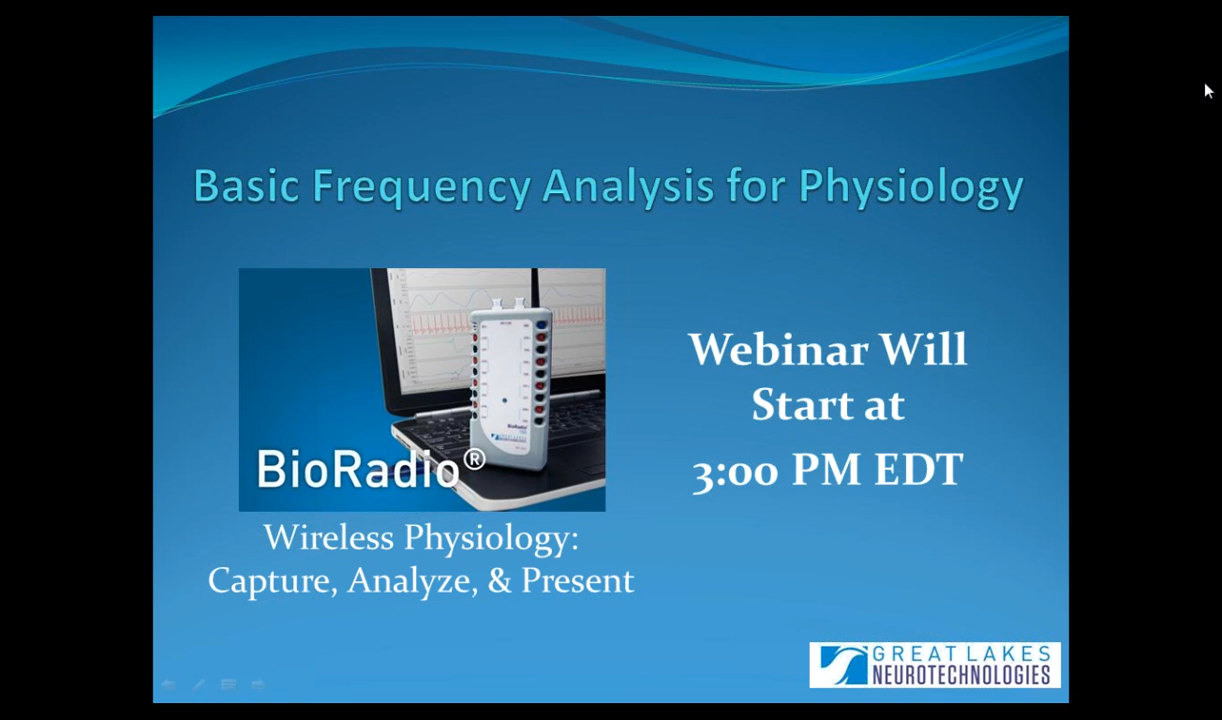 Basic Frequency Analysis for Physiology
BioRadio®
Webinar Will
Start at
3:00 PM EDT
Wireless Physiology:
Capture, Analyze, & Present
GREAT LAKES
NEUROTECHNOLOGIES